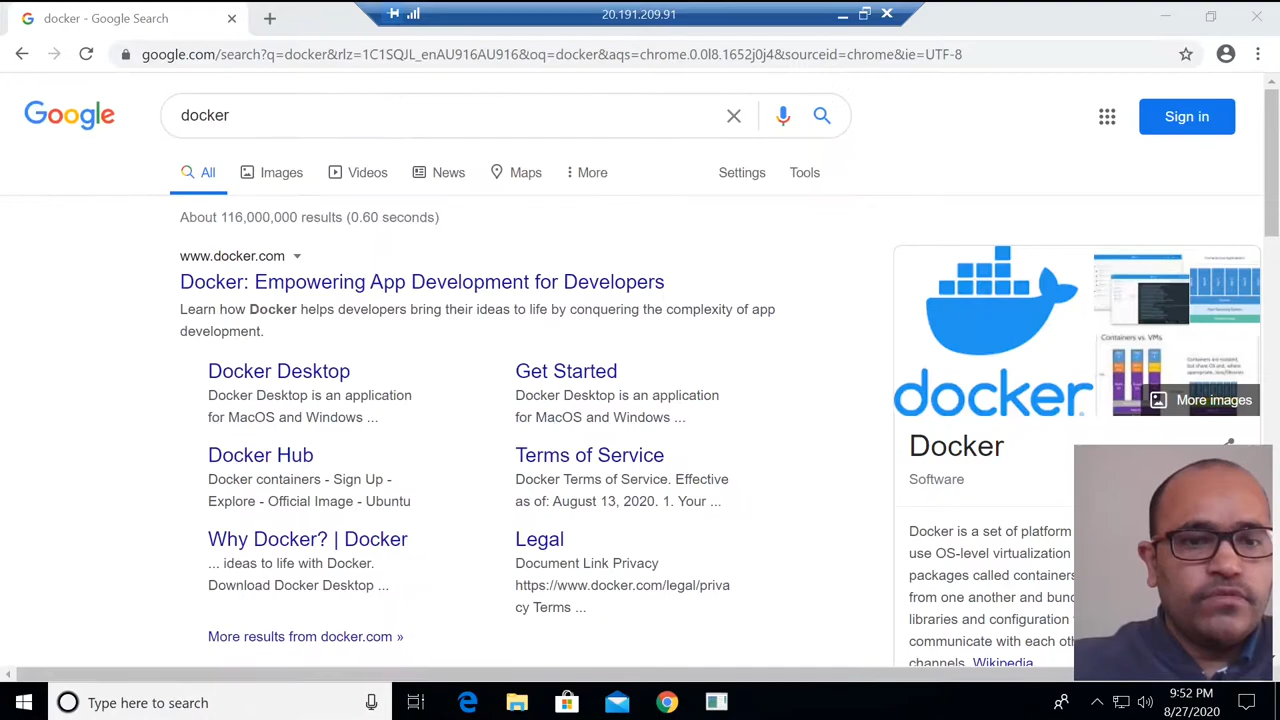 docker - Google Search
20.191.209.91
google.com/search?q=docker&rlz=1C1SQJL_enAU916AU916&oq=docker&aqs=chrome.0.0l8.1652j0j4&sourceid=chrome&ie=UTF-8
Google
docker
Sign in
All
Images
Videos
News
Maps
More
Settings
Tools
About 116,000,000 results (0.60 seconds)
www.docker.com
Docker: Empowering App Development for Developers
Learn how Docker helps developers bring their ideas to life by conquering the complexity of app
development.
Docker Desktop
Docker Desktop is an application
for MacOS and Windows ...
Get Started
Docker Desktop is an application
for MacOS and Windows ...
Docker Hub
Docker containers - Sign Up -
Explore - Official Image - Ubuntu
Terms of Service
Docker Terms of Service. Effective
as of: August 13, 2020. 1. Your ...
Why Docker? | Docker
... ideas to life with Docker.
Download Docker Desktop ...
Legal
Document Link Privacy
https://www.docker.com/legal/priva
cy Terms ...
More results from docker.com »
docker
Containers vs. VMs
More images
Docker
Software
Docker is a set of platform
use OS-level virtualization
packages called containers
from one another and bund
libraries and configuration
communicate with each oth
channels. Wikipedia
Type here to search
9:52 PM
8/27/2020